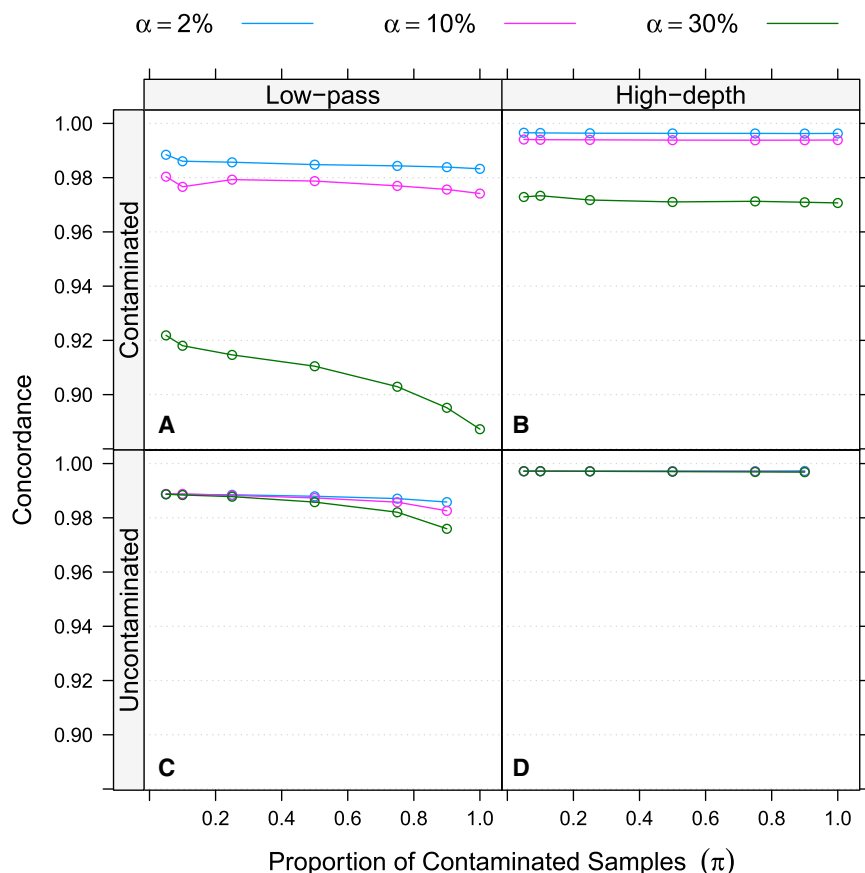 α = 2% α = 10% α = 30%
Low−pass High−depth
Contaminated
1.00
0.98
0.96
0.94
0.92
0.90
A B
Concordance
Uncontaminated
1.00
0.98
0.96
0.94
0.92
0.90
C D
0.2 0.4 0.6 0.8 1.0 0.2 0.4 0.6 0.8 1.0
Proportion of Contaminated Samples (π)